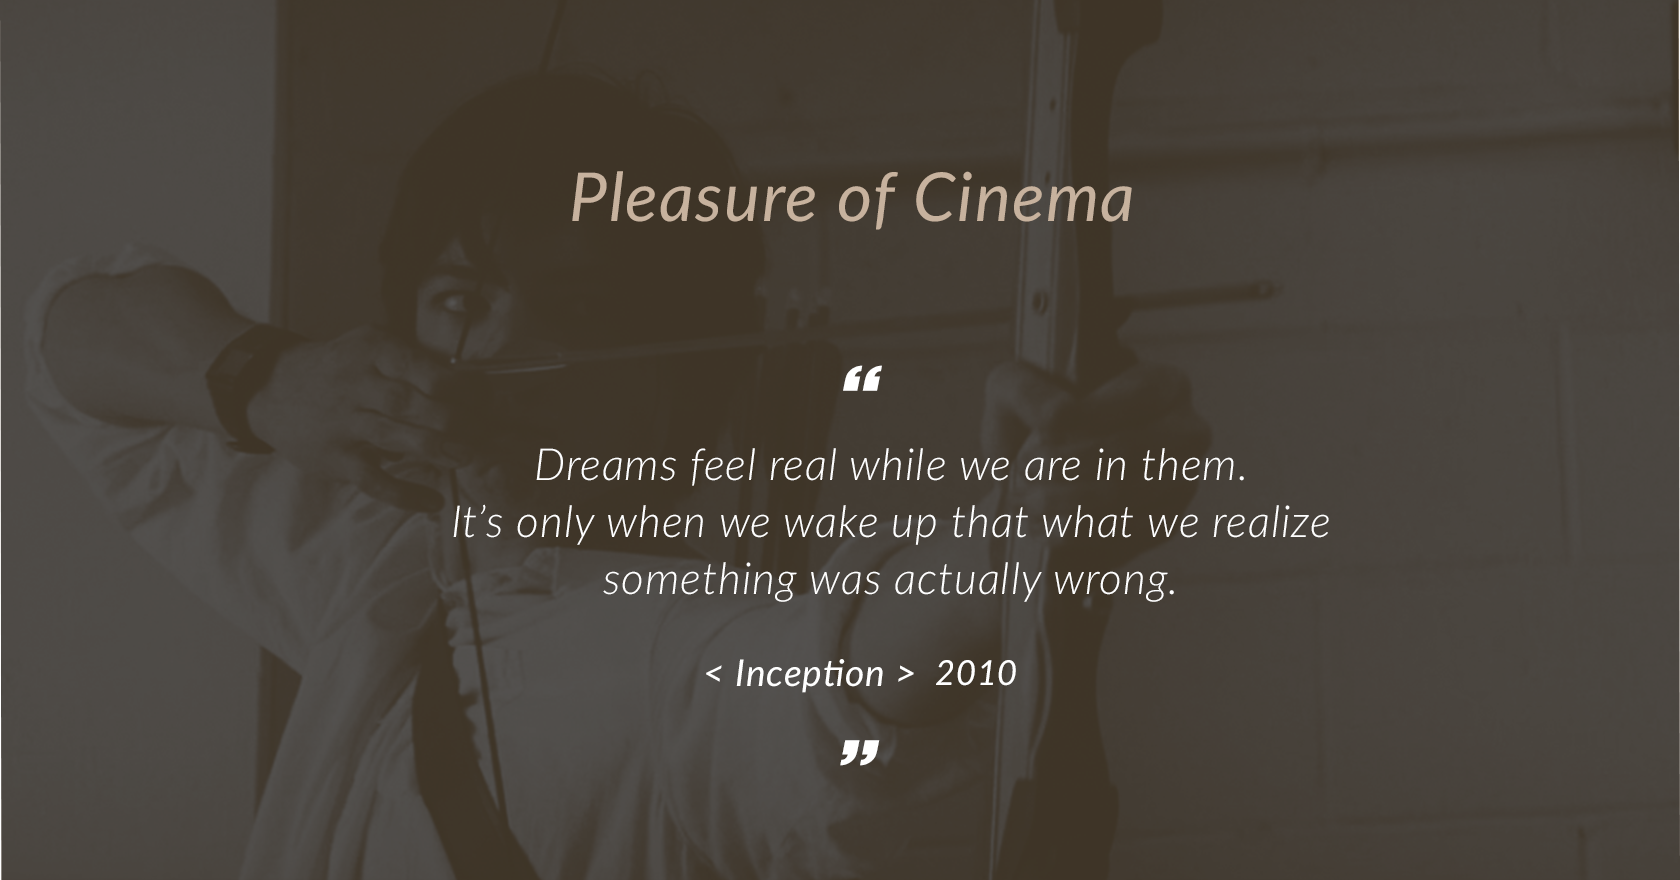 Pleasure of Cinema
“
Dreams feel real while we are in them.
It’s only when we wake up that what we realize
something was actually wrong.
< Inception > 2010
”